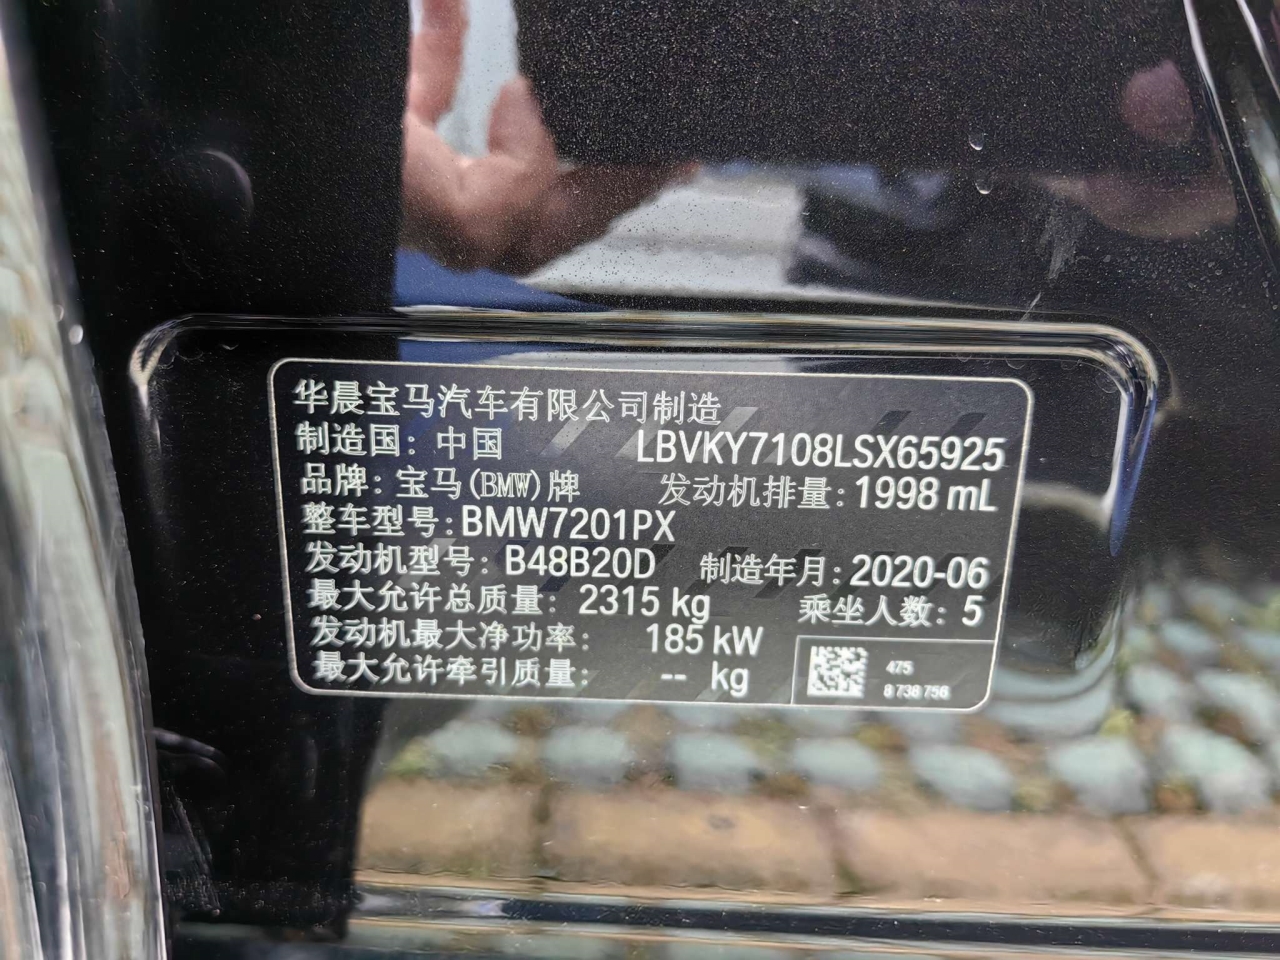 华晨宝马汽车有限公司制造
制造国: 中国 LBVKY7108LSX65925
品牌: 宝马(BMW)牌 发动机排量: 1998 mL
整车型号: BMW7201PX
发动机型号: B48B20D 制造年月: 2020-06
最大允许总质量: 2315 kg 乘坐人数: 5
发动机最大净功率: 185 kW
最大允许牵引质量: -- kg
475
8 738 756